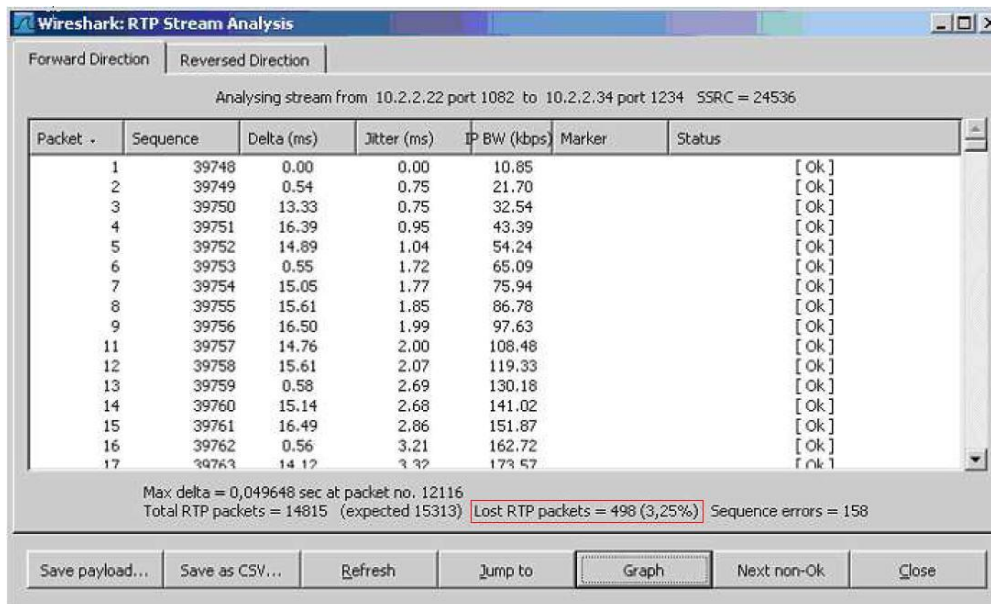 Wireshark: RTP Stream Analysis
Forward Direction Reversed Direction
Analysing stream from 10.2.2.22 port 1082 to 10.2.2.34 port 1234 SSRC = 24536
Packet Sequence Delta (ms) Jitter (ms) IP BW (kbps) Marker Status
1 39748 0.00 0.00 10.85 [ Ok ]
2 39749 0.54 0.75 21.70 [ Ok ]
3 39750 13.33 0.75 32.54 [ Ok ]
4 39751 16.39 0.95 43.39 [ Ok ]
5 39752 14.89 1.04 54.24 [ Ok ]
6 39753 0.55 1.72 65.09 [ Ok ]
7 39754 15.05 1.77 75.94 [ Ok ]
8 39755 15.61 1.85 86.78 [ Ok ]
9 39756 16.50 1.99 97.63 [ Ok ]
11 39757 14.76 2.00 108.48 [ Ok ]
12 39758 15.61 2.07 119.33 [ Ok ]
13 39759 0.58 2.69 130.18 [ Ok ]
14 39760 15.14 2.68 141.02 [ Ok ]
15 39761 16.49 2.86 151.87 [ Ok ]
16 39762 0.56 3.21 162.72 [ Ok ]
17 39763 14.12 3.32 173.57 [ Ok ]
Max delta = 0,049648 sec at packet no. 12116
Total RTP packets = 14815 (expected 15313) Lost RTP packets = 498 (3,25%) Sequence errors = 158
Save payload... Save as CSV... Refresh Jump to Graph Next non-Ok Close